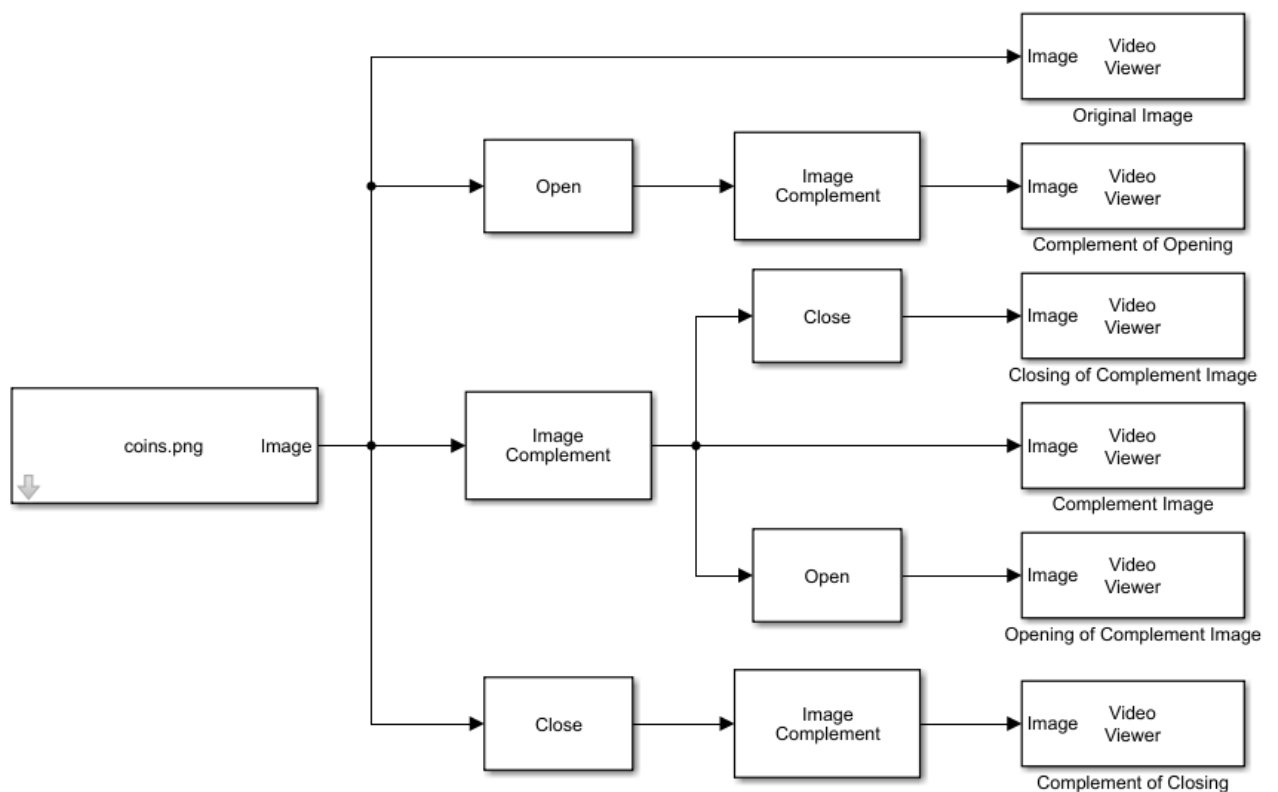 Image
Video
Viewer
Original Image
Open
Image
Complement
Image
Video
Viewer
Complement of Opening
Close
Image
Video
Viewer
Closing of Complement Image
coins.png
Image
Image
Complement
Image
Video
Viewer
Complement Image
Open
Image
Video
Viewer
Opening of Complement Image
Close
Image
Complement
Image
Video
Viewer
Complement of Closing